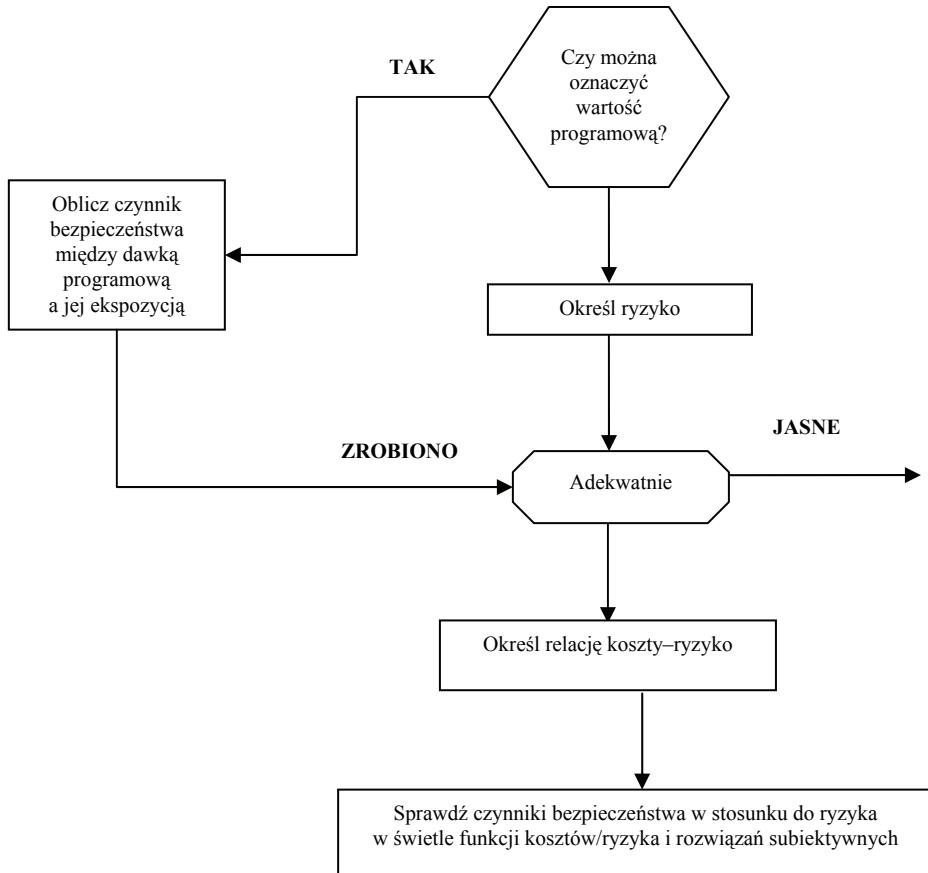 Czy można
oznaczyć
wartość
programową?
TAK
Oblicz czynnik
bezpieczeństwa
między dawką
programową
a jej ekspozycją
Określ ryzyko
ZROBIONO
JASNE
Adekwatnie
Określ relację koszty–ryzyko
Sprawdź czynniki bezpieczeństwa w stosunku do ryzyka
w świetle funkcji kosztów/ryzyka i rozwiązań subiektywnych